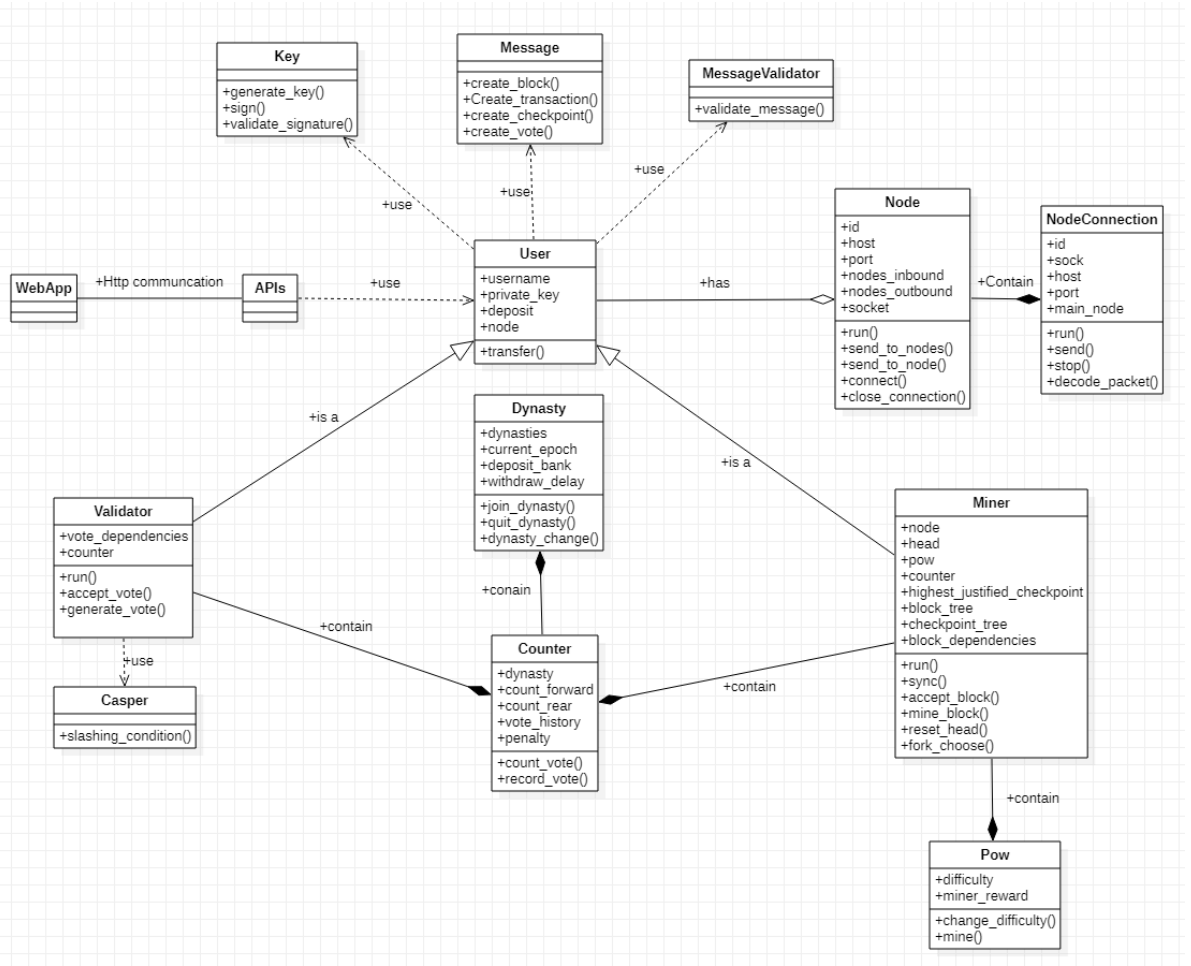 Key
+generate_key()
+sign()
+validate_signature()
Message
+create_block()
+Create_transaction()
+create_checkpoint()
+create_vote()
MessageValidator
+validate_message()
+use
+use
+use
Node
+id
+host
+port
+nodes_inbound
+nodes_outbound
+socket
+run()
+send_to_nodes()
+send_to_node()
+connect()
+close_connection()
NodeConnection
+id
+sock
+host
+port
+main_node
+run()
+send()
+stop()
+decode_packet()
+Contain
WebApp
+Http communcation
APIs
+use
User
+username
+private_key
+deposit
+node
+transfer()
+has
+is a
+is a
Dynasty
+dynasties
+current_epoch
+deposit_bank
+withdraw_delay
+join_dynasty()
+quit_dynasty()
+dynasty_change()
+conain
Validator
+vote_dependencies
+counter
+run()
+accept_vote()
+generate_vote()
+use
Casper
+slashing_condition()
+contain
Counter
+dynasty
+count_forward
+count_rear
+vote_history
+penalty
+count_vote()
+record_vote()
+contain
Miner
+node
+head
+pow
+counter
+highest_justified_checkpoint
+block_tree
+checkpoint_tree
+block_dependencies
+run()
+sync()
+accept_block()
+mine_block()
+reset_head()
+fork_choose()
+contain
Pow
+difficulty
+miner_reward
+change_difficulty()
+mine()